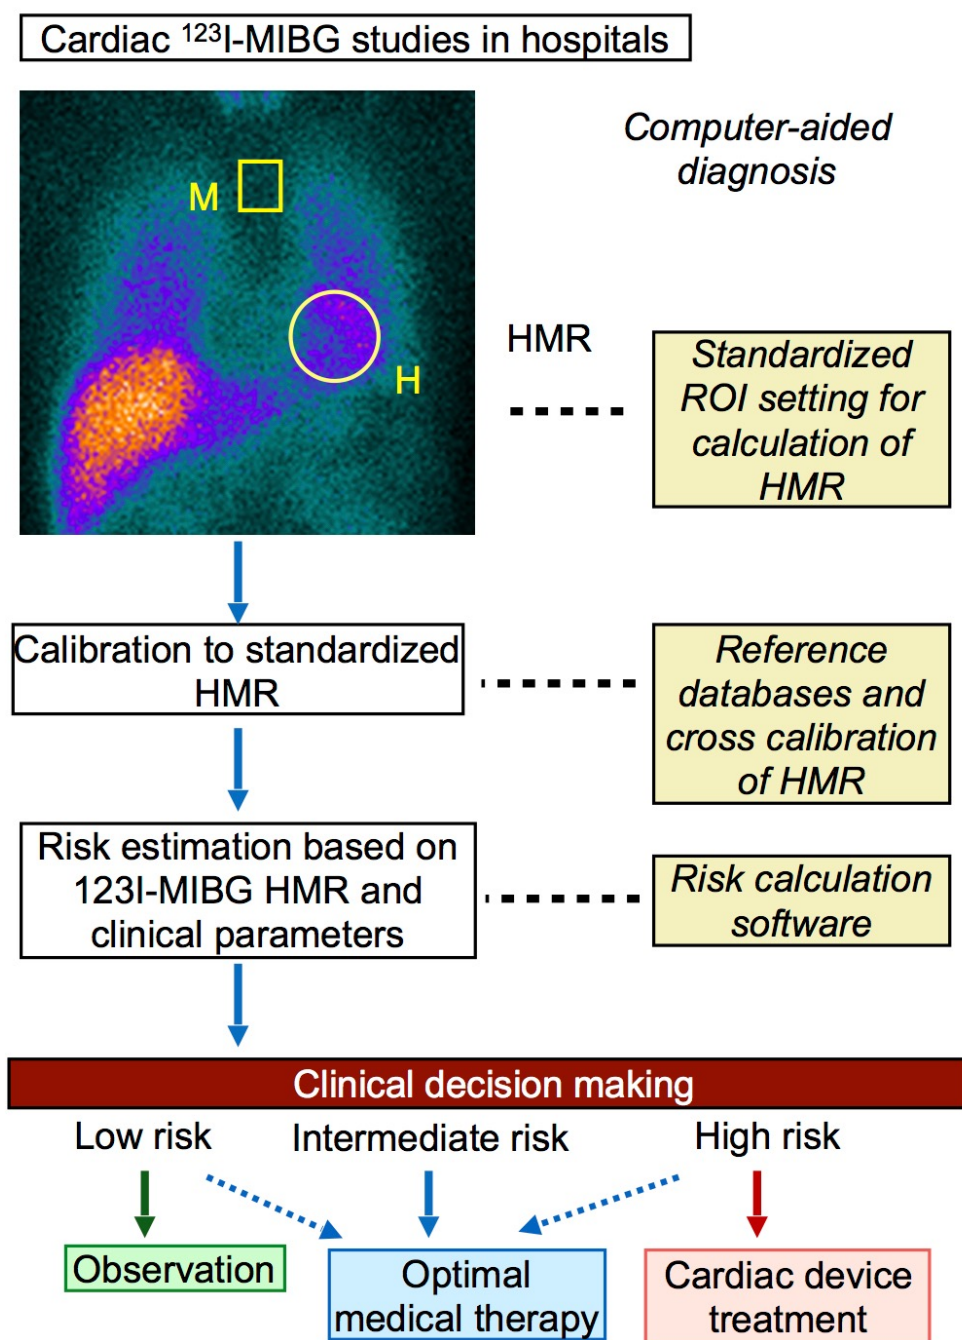 Cardiac ¹²³I-MIBG studies in hospitals
Computer-aided
diagnosis
M
H
HMR
Standardized
ROI setting for
calculation of
HMR
Calibration to standardized
HMR
Reference
databases and
cross calibration
of HMR
Risk estimation based on
123I-MIBG HMR and
clinical parameters
Risk calculation
software
Clinical decision making
Low risk
Intermediate risk
High risk
Observation
Optimal
medical therapy
Cardiac device
treatment